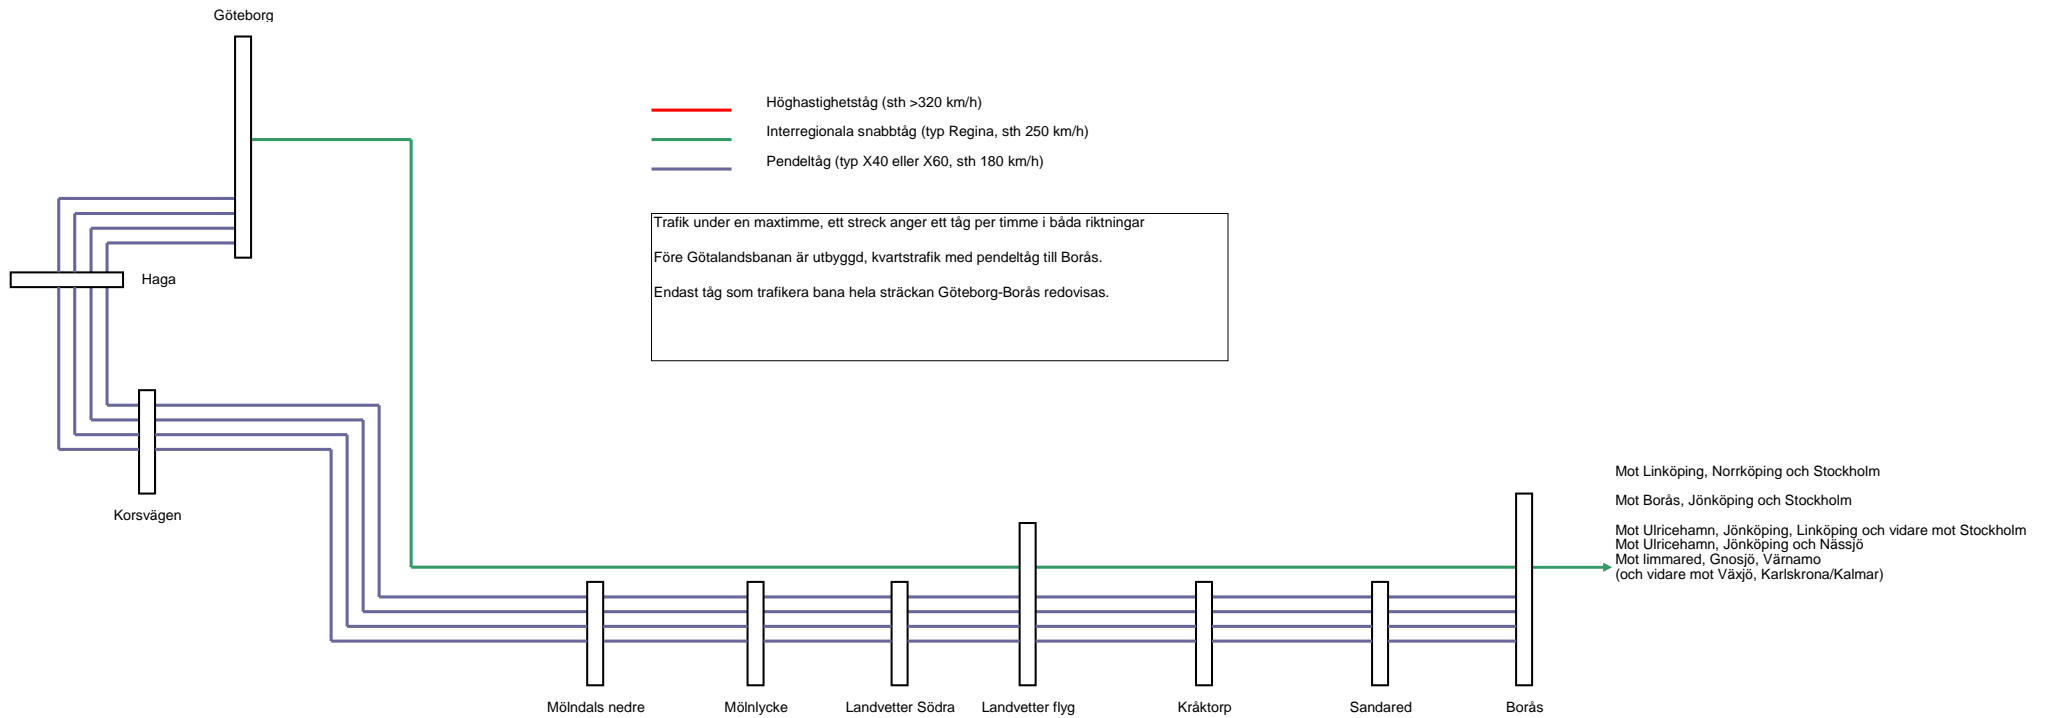 Göteborg
Höghastighetståg (sth >320 km/h)
Interregionala snabbtåg (typ Regina, sth 250 km/h)
Pendeltåg (typ X40 eller X60, sth 180 km/h)
Trafik under en maxtimme, ett streck anger ett tåg per timme i båda riktningar
Före Götalandsbanan är utbyggd, kvartstrafik med pendeltåg till Borås.
Endast tåg som trafikera bana hela sträckan Göteborg-Borås redovisas.
Haga
Korsvägen
Mot Linköping, Norrköping och Stockholm
Mot Borås, Jönköping och Stockholm
Mot Ulricehamn, Jönköping, Linköping och vidare mot Stockholm
Mot Ulricehamn, Jönköping och Nässjö
Mot limmared, Gnosjö, Värnamo
(och vidare mot Växjö, Karlskrona/Kalmar)
Mölndals nedre
Mölnlycke
Landvetter Södra
Landvetter flyg
Kråktorp
Sandared
Borås